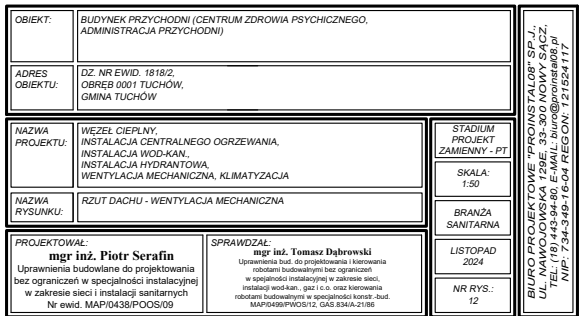 OBIEKT:
BUDYNEK PRZYCHODNI (CENTRUM ZDROWIA PSYCHICZNEGO,
ADMINISTRACJA PRZYCHODNI)
ADRES
OBIEKTU:
DZ. NR EWID. 1818/2,
OBRĘB 0001 TUCHÓW,
GMINA TUCHÓW
NAZWA
PROJEKTU:
WĘZEŁ CIEPLNY,
INSTALACJA CENTRALNEGO OGRZEWANIA,
INSTALACJA WOD-KAN.,
INSTALACJA HYDRANTOWA,
WENTYLACJA MECHANICZNA, KLIMATYZACJA
NAZWA
RYSUNKU:
RZUT DACHU - WENTYLACJA MECHANICZNA
PROJEKTOWAŁ:
mgr inż. Piotr Serafin
Uprawnienia budowlane do projektowania
bez ograniczeń w specjalności instalacyjnej
w zakresie sieci i instalacji sanitarnych
Nr ewid. MAP/0438/POOS/09
SPRAWDZAŁ:
mgr inż. Tomasz Dąbrowski
Uprawnienia bud. do projektowania i kierowania
robotami budowalnymi bez ograniczeń
w specjalności instalacyjnej w zakresie sieci,
instalacji wod-kan., gaz i c.o. oraz kierowania
robotami budowalnymi w specjalności konstr.-bud.
MAP/0499/PWOS/12, GAS.834/A-21/86
STADIUM
PROJEKT
ZAMIENNY - PT
SKALA:
1:50
BRANŻA
SANITARNA
LISTOPAD
2024
NR RYS.:
12
BIURO PROJEKTOWE "PROINSTAL08" SP.J.,
UL. NAWOJOWSKA 129E, 33-300 NOWY SĄCZ,
TEL: (18) 443-94-80, E-MAIL: biuro@proinstal08.pl
NIP: 734-349-16-04 REGON: 121524117